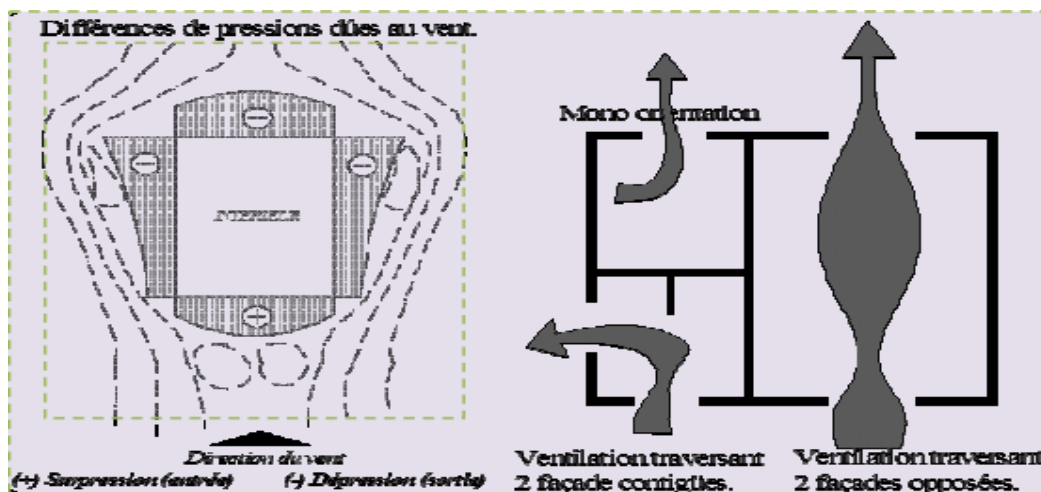 Différences de pressions dûes au vent.
Mono orientation
INTERIEUR
Direction du vent
(+) Surpression (entrée) (-) Dépression (sortie)
Ventilation traversant
2 façade contigües.
Ventilation traversant
2 façades opposées.